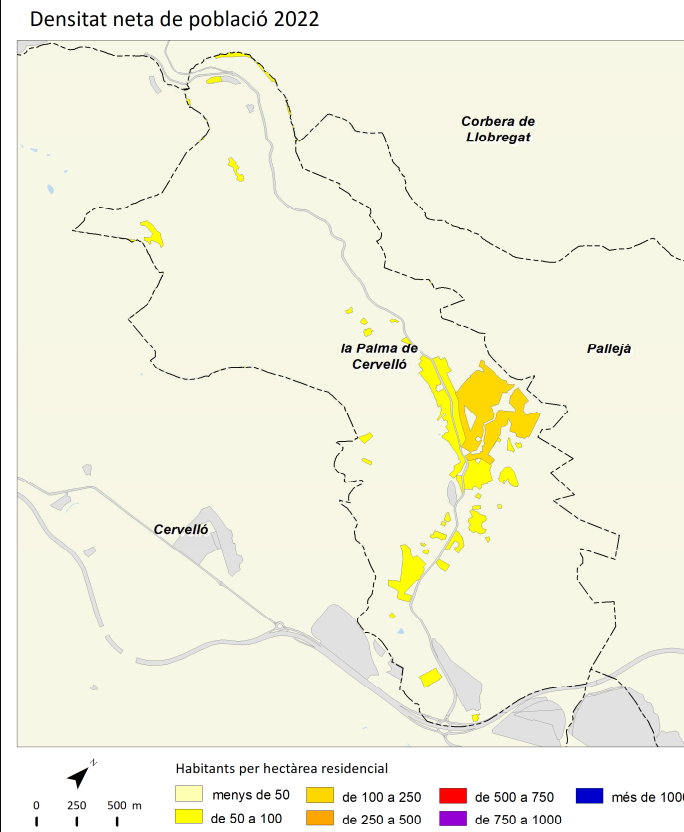 Densitat neta de població 2022
Corbera de
Llobregat
la Palma de
Cervelló
Pallejà
Cervelló
N
0 250 500 m
Habitants per hectàrea residencial
menys de 50
de 50 a 100
de 100 a 250
de 250 a 500
de 500 a 750
de 750 a 1000
més de 1000